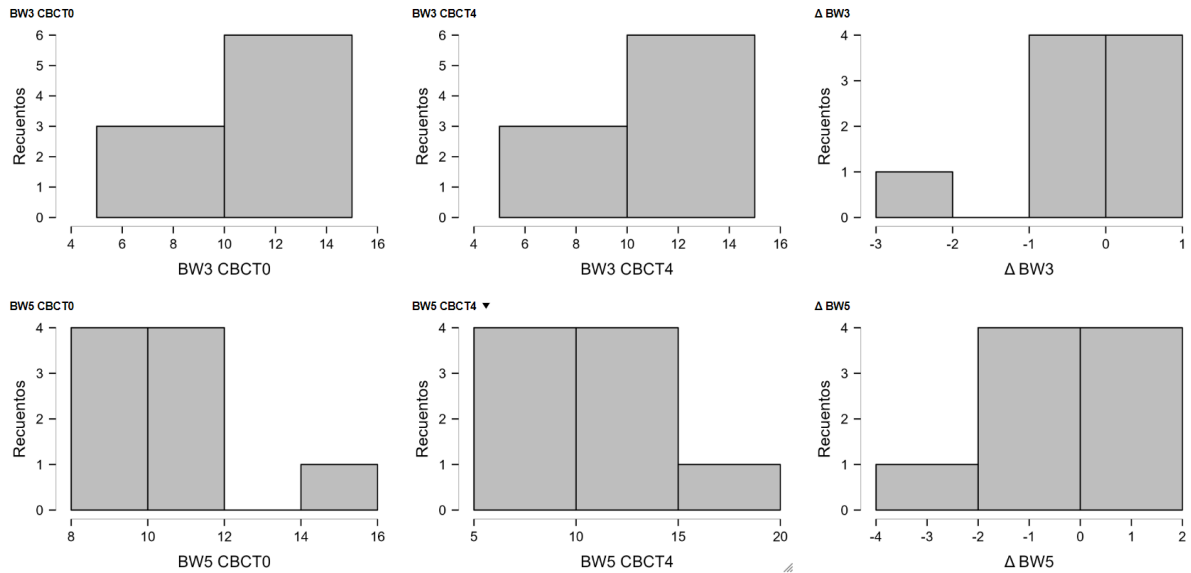 BW3 CBCT0
6
5
4
3
2
1
0
Recuentos
4 6 8 10 12 14 16
BW3 CBCT0
BW3 CBCT4
6
5
4
3
2
1
0
Recuentos
4 6 8 10 12 14 16
BW3 CBCT4
Δ BW3
4
3
2
1
0
Recuentos
-3 -2 -1 0 1
Δ BW3
BW5 CBCT0
4
3
2
1
0
Recuentos
8 10 12 14 16
BW5 CBCT0
BW5 CBCT4 ▼
4
3
2
1
0
Recuentos
5 10 15 20
BW5 CBCT4
Δ BW5
4
3
2
1
0
Recuentos
-4 -3 -2 -1 0 1 2
Δ BW5